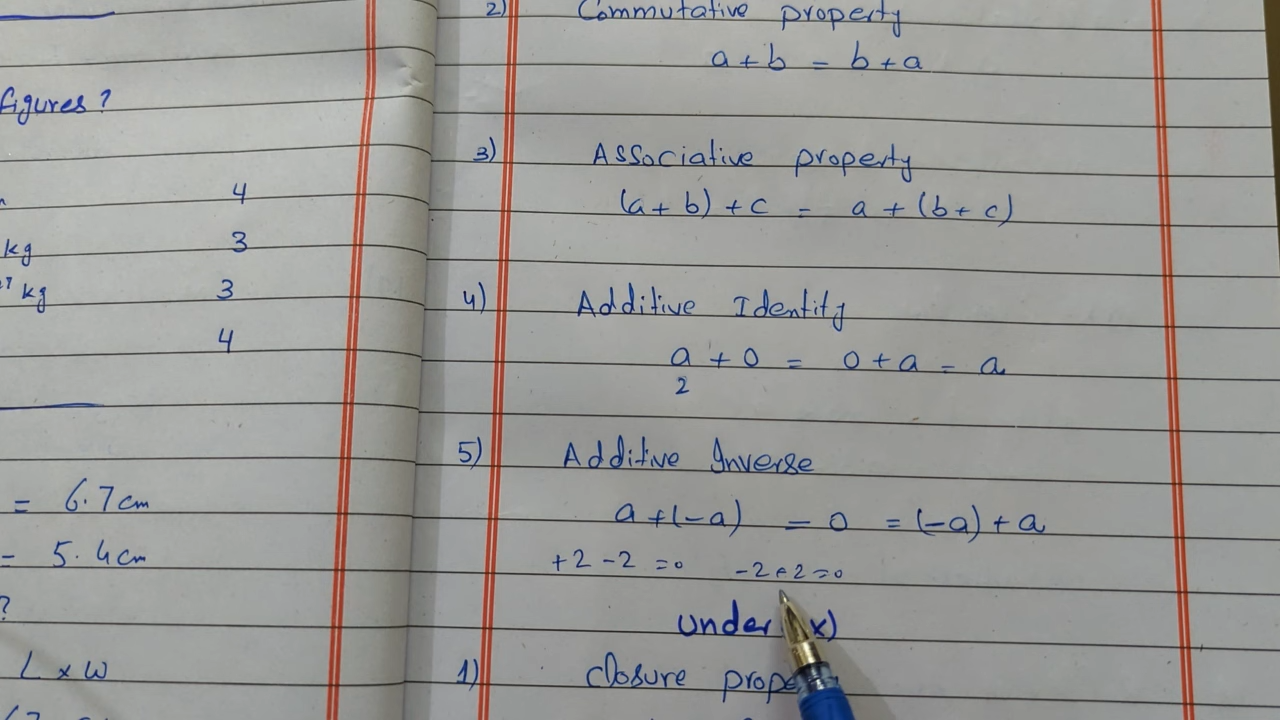 figures?
4
kg 3
kg 3
4
= 6.7cm
= 5.4cm
?
L x W
2) Commutative property
a + b = b + a
3) Associative property
(a + b) + c = a + (b + c)
4) Additive Identity
a + 0 = 0 + a = a
2
5) Additive Inverse
a + (-a) = 0 = (-a) + a
+2 -2 =0 -2+2=0
under x)
1) closure